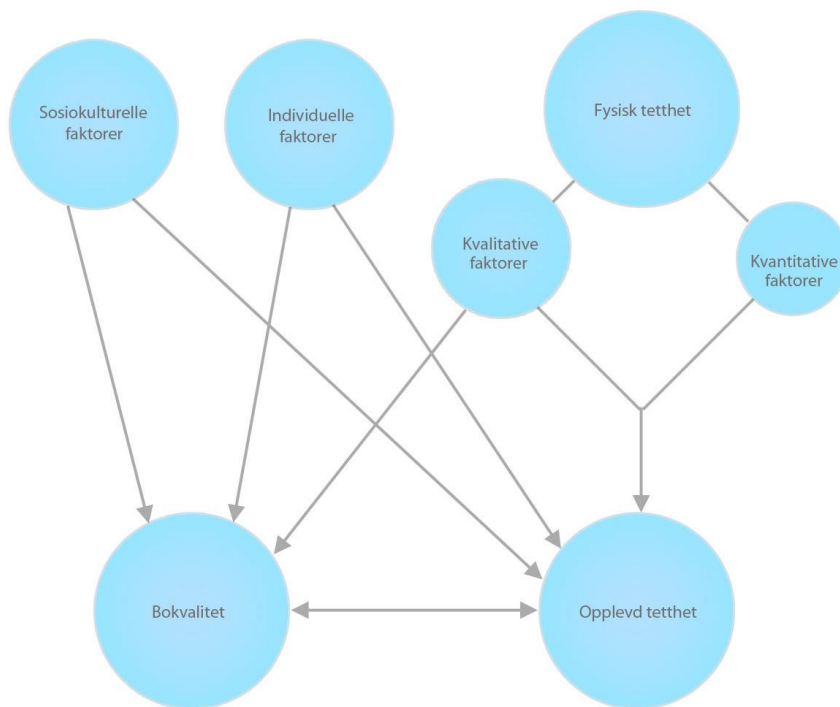 Sosiokulturelle
faktorer
Individuelle
faktorer
Fysisk tetthet
Kvalitative
faktorer
Kvantitative
faktorer
Bokvalitet
Opplevd tetthet